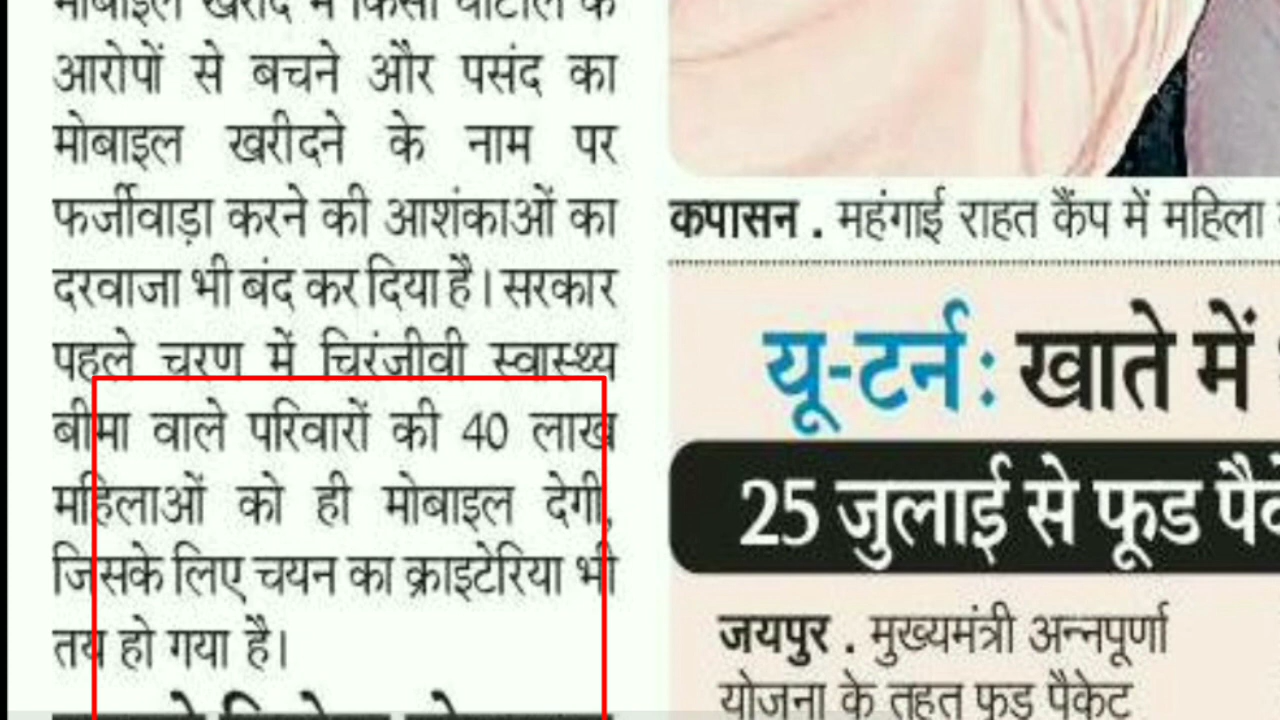 मोबाइल खरीद में किसी घोटाले के
आरोपों से बचने और पसंद का
मोबाइल खरीदने के नाम पर
फर्जीवाड़ा करने की आशंकाओं का
दरवाजा भी बंद कर दिया है। सरकार
पहले चरण में चिरंजीवी स्वास्थ्य
बीमा वाले परिवारों की 40 लाख
महिलाओं को ही मोबाइल देगी,
जिसके लिए चयन का क्राइटेरिया भी
तय हो गया है।
कपासन . महंगाई राहत कैंप में महिला
यू-टर्न: खाते में
25 जुलाई से फूड
जयपुर . मुख्यमंत्री अन्नपूर्णा
योजना के तहत फूड पैकेट